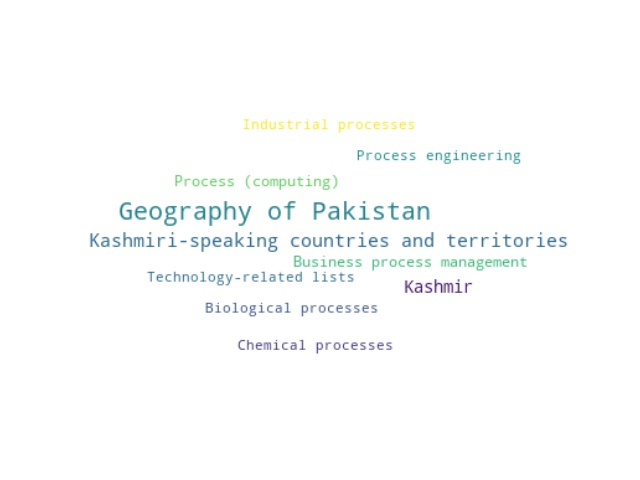 Industrial processes
Process engineering
Process (computing)
Geography of Pakistan
Kashmiri-speaking countries and territories
Business process management
Technology-related lists
Kashmir
Biological processes
Chemical processes